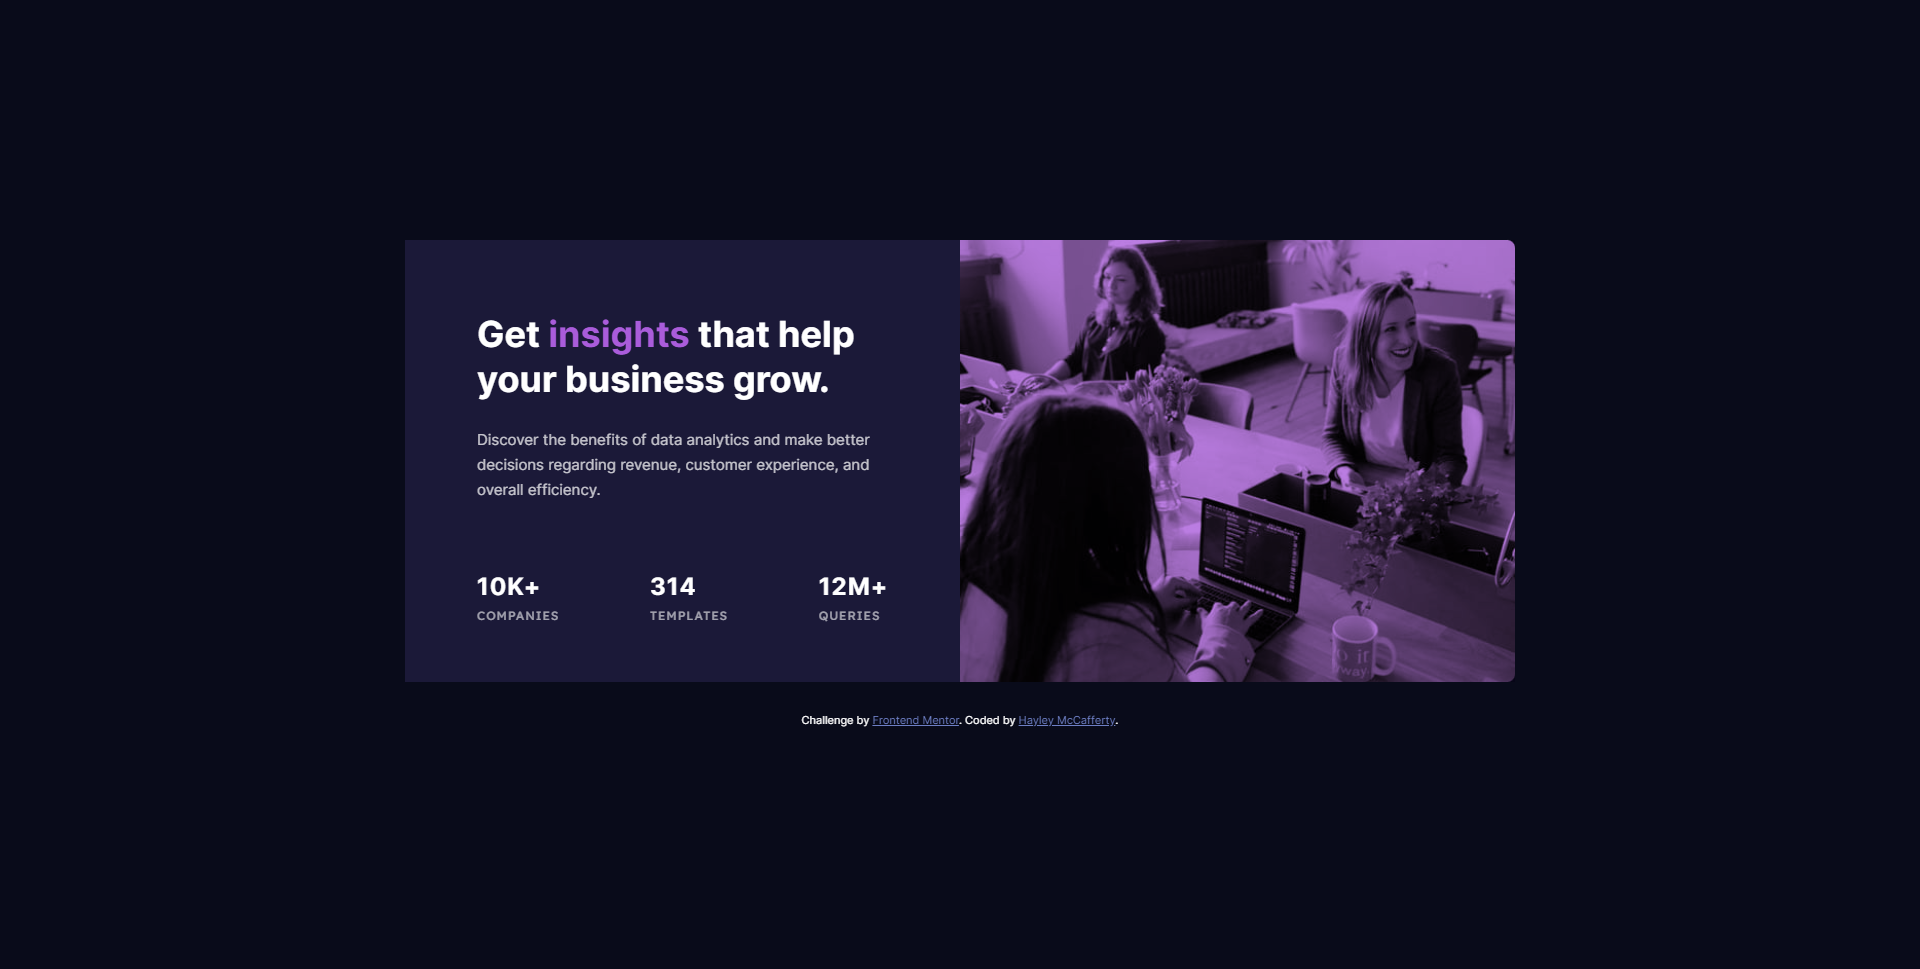 Get insights that help
your business grow.
Discover the benefits of data analytics and make better
decisions regarding revenue, customer experience, and
overall efficiency.
10K+ 314 12M+
COMPANIES TEMPLATES QUERIES
Challenge by Frontend Mentor. Coded by Hayley McCafferty.